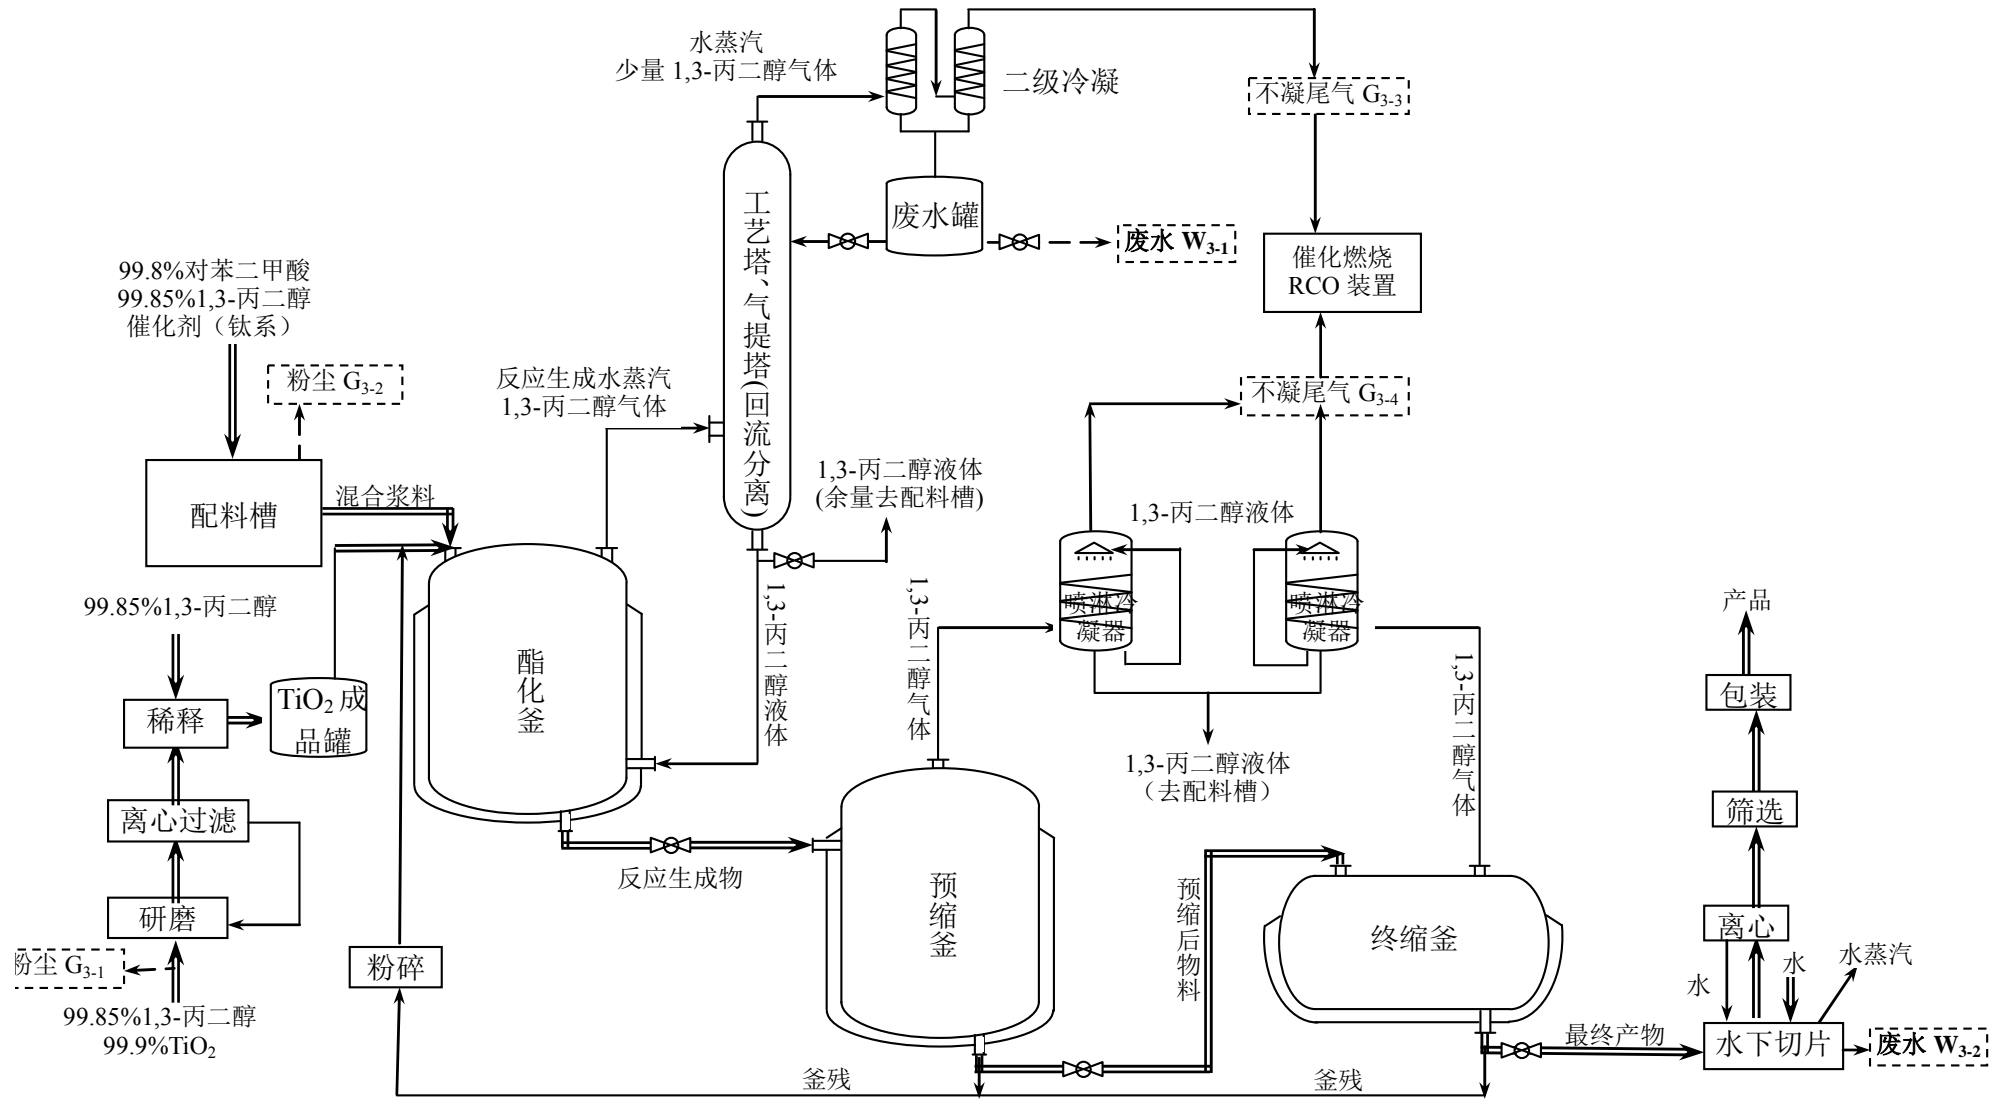 水蒸汽
少量 1,3-丙二醇气体
二级冷凝
不凝尾气 G3-3
工艺塔、气提塔(回流分离)
废水罐
废水 W3-1
催化燃烧
RCO 装置
99.8%对苯二甲酸
99.85%1,3-丙二醇
催化剂（钛系）
粉尘 G3-2
反应生成水蒸汽
1,3-丙二醇气体
不凝尾气 G3-4
配料槽
混合浆料
1,3-丙二醇液体
(余量去配料槽)
1,3-丙二醇液体
喷淋冷
凝器
喷淋冷
凝器
99.85%1,3-丙二醇
稀释
TiO2 成
品罐
酯化釜
1,3-丙二醇液体
1,3-丙二醇气体
1,3-丙二醇气体
1,3-丙二醇液体
（去配料槽）
产品
包装
筛选
离心
离心过滤
研磨
粉尘 G3-1
99.85%1,3-丙二醇
99.9%TiO2
粉碎
反应生成物
预缩釜
预缩后物料
终缩釜
水
水
水蒸汽
最终产物
水下切片
废水 W3-2
釜残
釜残